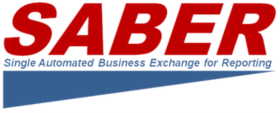 SABER
Single Automated Business Exchange for Reporting